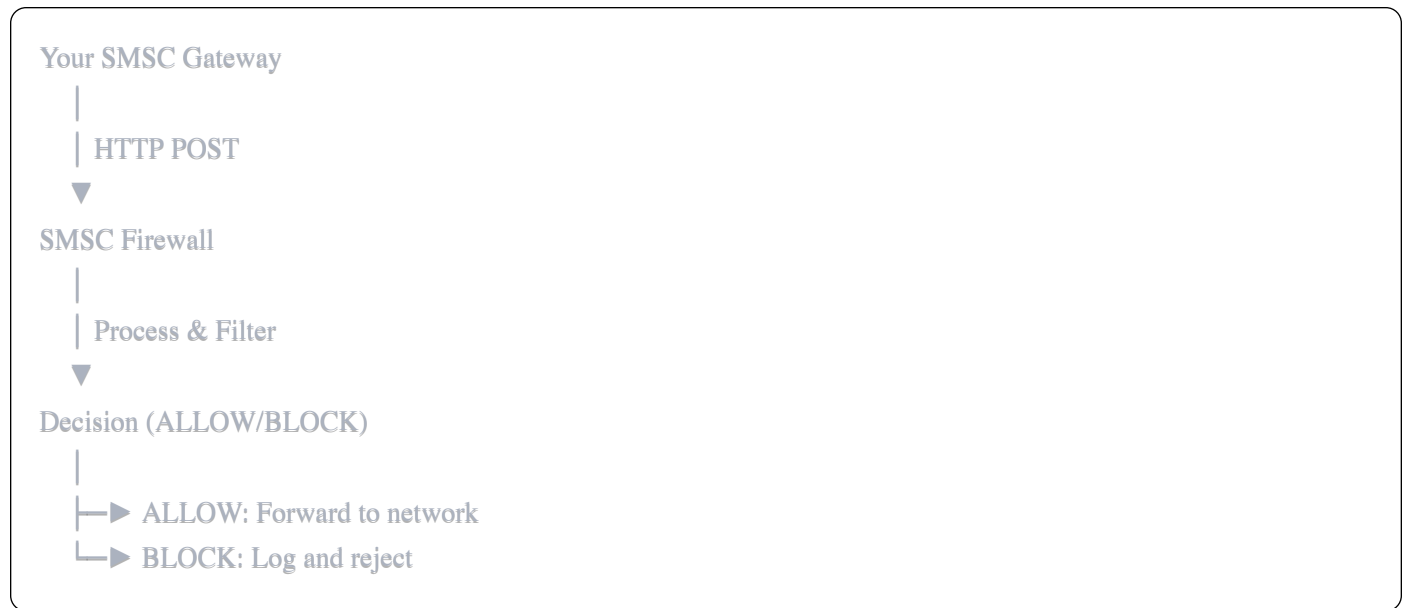 Your SMSC Gateway
HTTP POST
SMSC Firewall
Process & Filter
Decision (ALLOW/BLOCK)
ALLOW: Forward to network
BLOCK: Log and reject